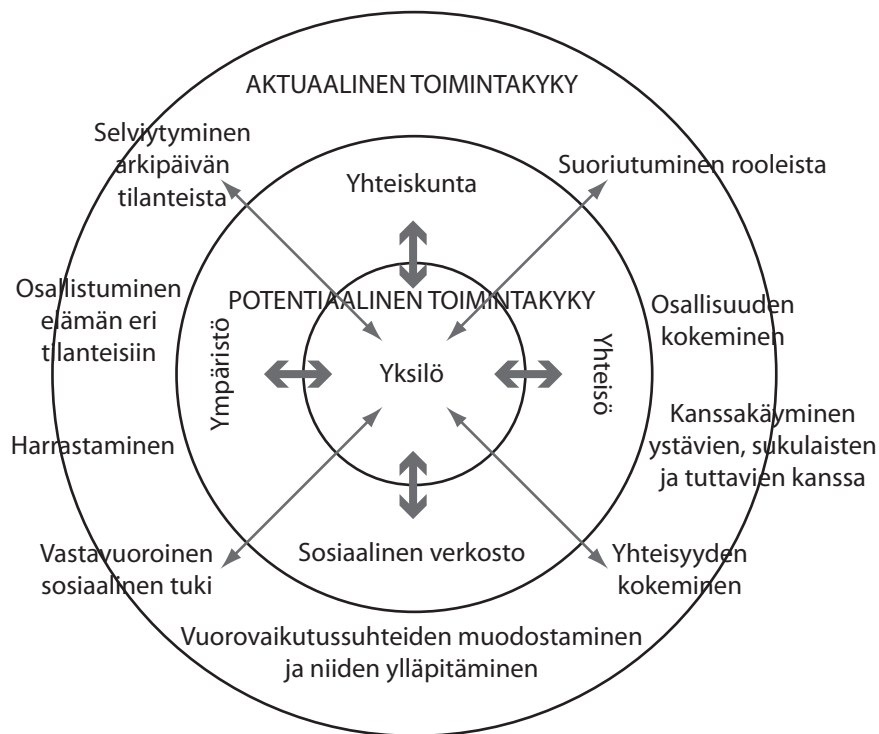 AKTUAALINEN TOIMINTAKYKY
Selviytyminen
arkipäivän
tilanteista
Suoriutuminen rooleista
Yhteiskunta
Osallistuminen
elämän eri
tilanteisiin
POTENTIAALINEN TOIMINTAKYKY
Osallisuuden
kokeminen
Ympäristö
Yksilö
Yhteisö
Harrastaminen
Kanssakäyminen
ystävien, sukulaisten
ja tuttavien kanssa
Vastavuoroinen
sosiaalinen tuki
Sosiaalinen verkosto
Yhteisyyden
kokeminen
Vuorovaikutussuhteiden muodostaminen
ja niiden ylläpitäminen